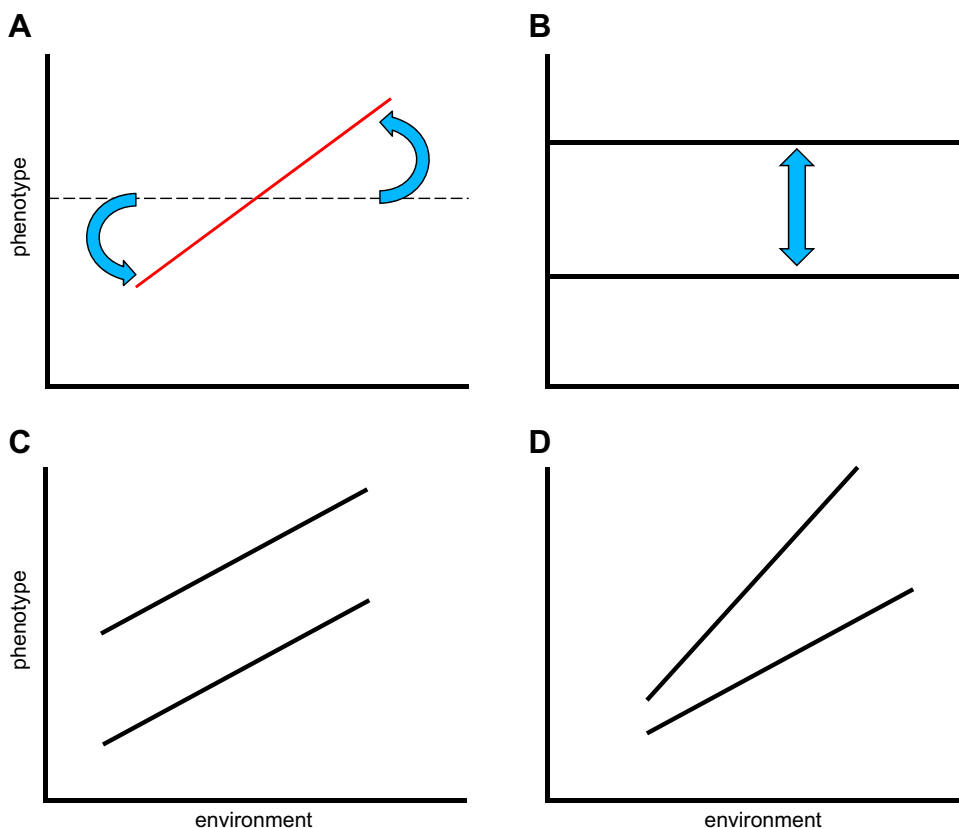 A
B
phenotype
C
D
phenotype
environment
environment